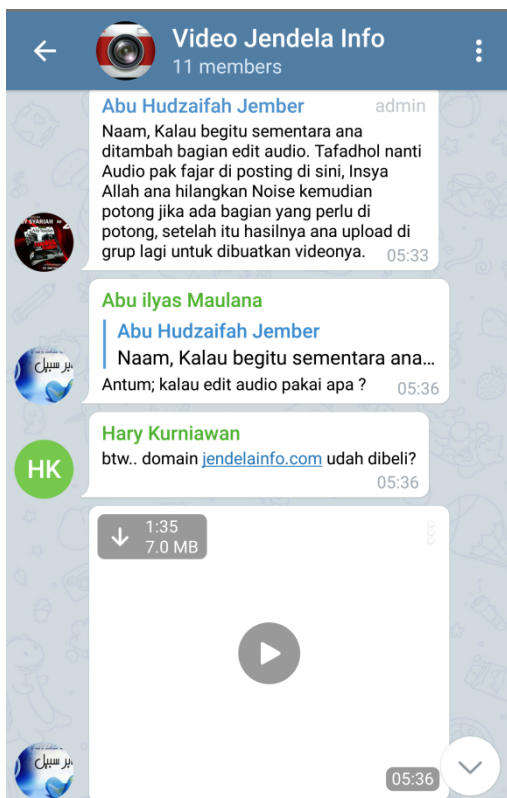 Video Jendela Info
11 members
Abu Hudzaifah Jember admin
Naam, Kalau begitu sementara ana
ditambah bagian edit audio. Tafadhol nanti
Audio pak fajar di posting di sini, Insya
Allah ana hilangkan Noise kemudian
potong jika ada bagian yang perlu di
potong, setelah itu hasilnya ana upload di
grup lagi untuk dibuatkan videonya. 05:33
Abu ilyas Maulana
Abu Hudzaifah Jember
Naam, Kalau begitu sementara ana...
Antum; kalau edit audio pakai apa ? 05:36
HK
Hary Kurniawan
btw.. domain jendelainfo.com udah dibeli?
05:36
1:35
7.0 MB
05:36